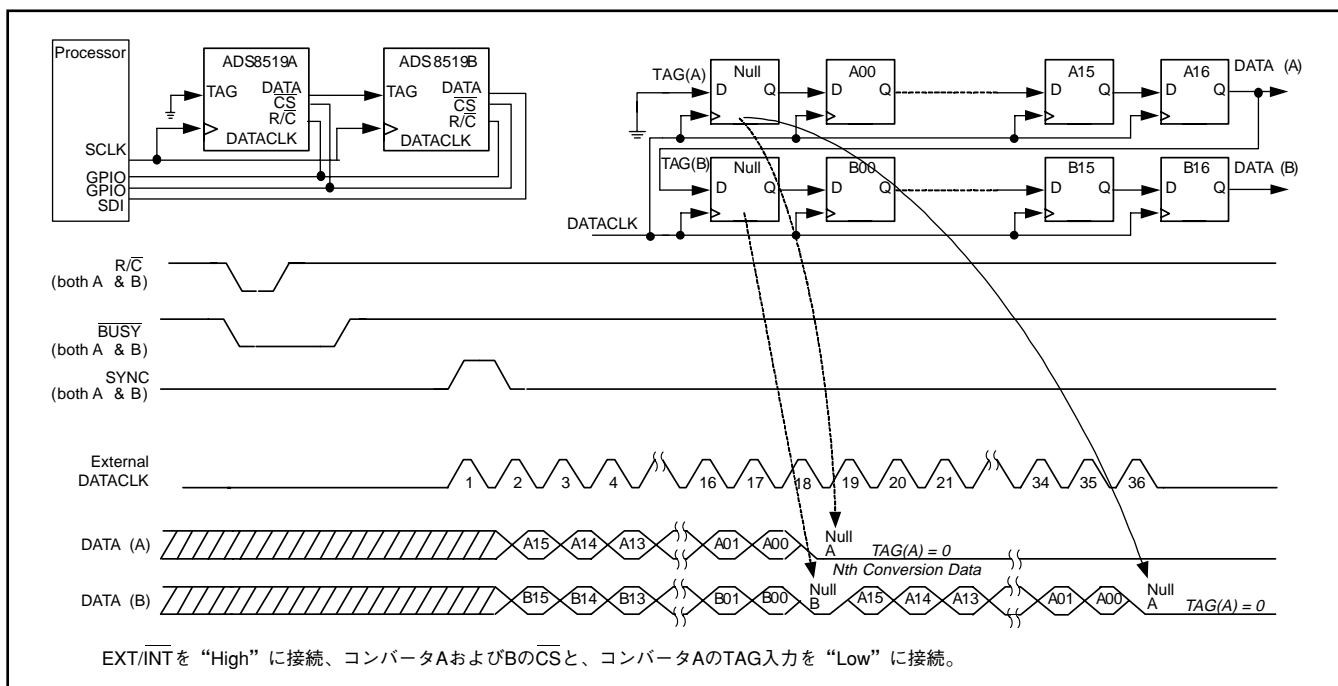 Processor
ADS8519A
ADS8519B
TAG
DATA
CS
R/C
DATACLK
TAG
DATA
CS
R/C
DATACLK
SCLK
GPIO
GPIO
SDI
TAG(A)
Null
A00
A15
A16
DATA (A)
D Q
D Q
D Q
D Q
TAG(B)
Null
B00
B15
B16
DATA (B)
D Q
D Q
D Q
D Q
DATACLK
R/C
(both A & B)
BUSY
(both A & B)
SYNC
(both A & B)
External
DATACLK
1 2 3 4 16 17 18 19 20 21 34 35 36
DATA (A)
A15 A14 A13 A01 A00
Null
A
TAG(A) = 0
Nth Conversion Data
DATA (B)
B15 B14 B13 B01 B00
Null
B
A15 A14 A13 A01 A00
Null
A
TAG(A) = 0
EXT/INTを“High”に接続、コンバータAおよびBのCSと、コンバータAのTAG入力を“Low”に接続。